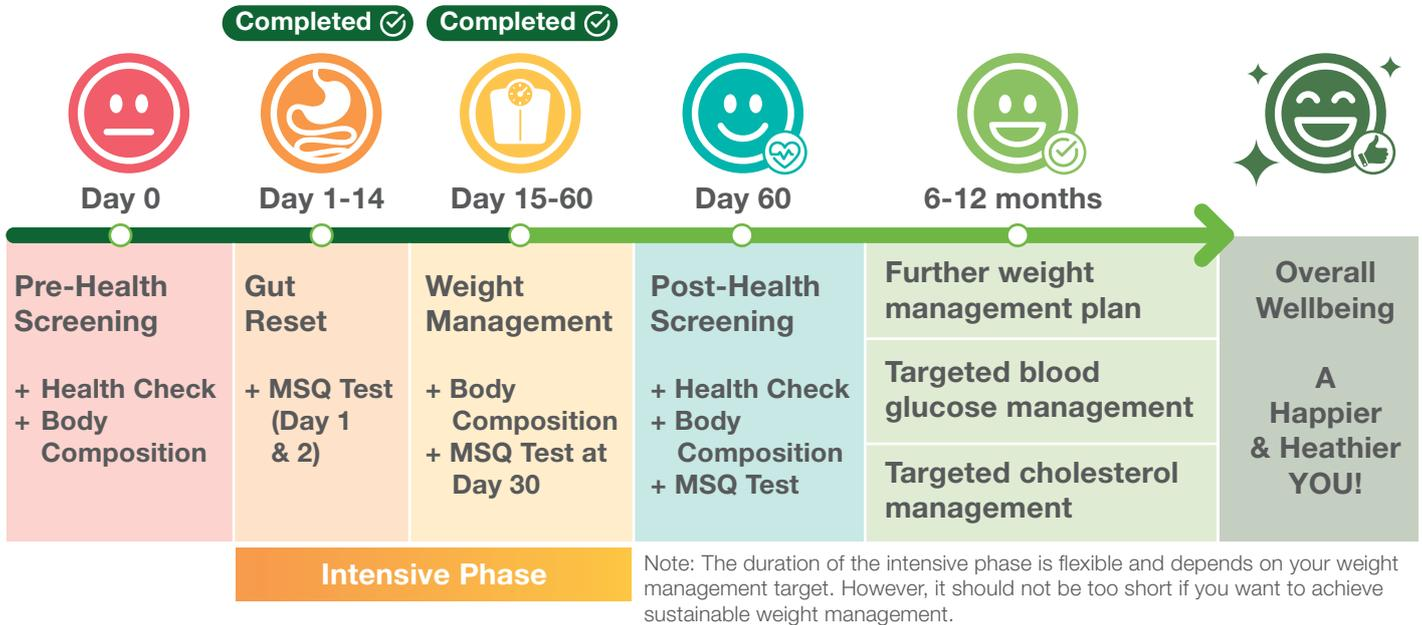 Completed
Completed
Day 0
Day 1-14
Day 15-60
Day 60
6-12 months
Pre-Health
Screening
+ Health Check
+ Body
Composition
Gut
Reset
+ MSQ Test
(Day 1
& 2)
Weight
Management
+ Body
Composition
+ MSQ Test at
Day 30
Post-Health
Screening
+ Health Check
+ Body
Composition
+ MSQ Test
Further weight
management plan
Targeted blood
glucose management
Targeted cholesterol
management
Overall
Wellbeing
A
Happier
& Heathier
YOU!
Intensive Phase
Note: The duration of the intensive phase is flexible and depends on your weight
management target. However, it should not be too short if you want to achieve
sustainable weight management.